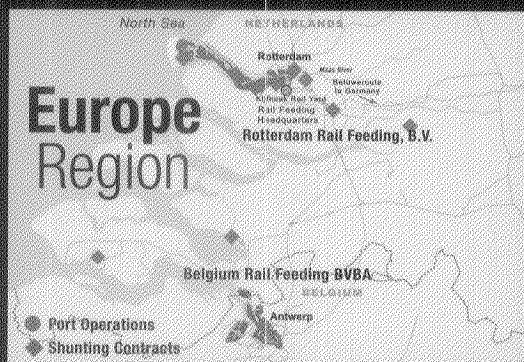 North Sea
NETHERLANDS
Rotterdam
Maas River
Betuweroute
to Germany
Kijfhoek Rail Yard
Rail Feeding
Headquarters
Rotterdam Rail Feeding, B.V.
Europe
Region
Belgium Rail Feeding BVBA
BELGIUM
Antwerp
Port Operations
Shunting Contracts